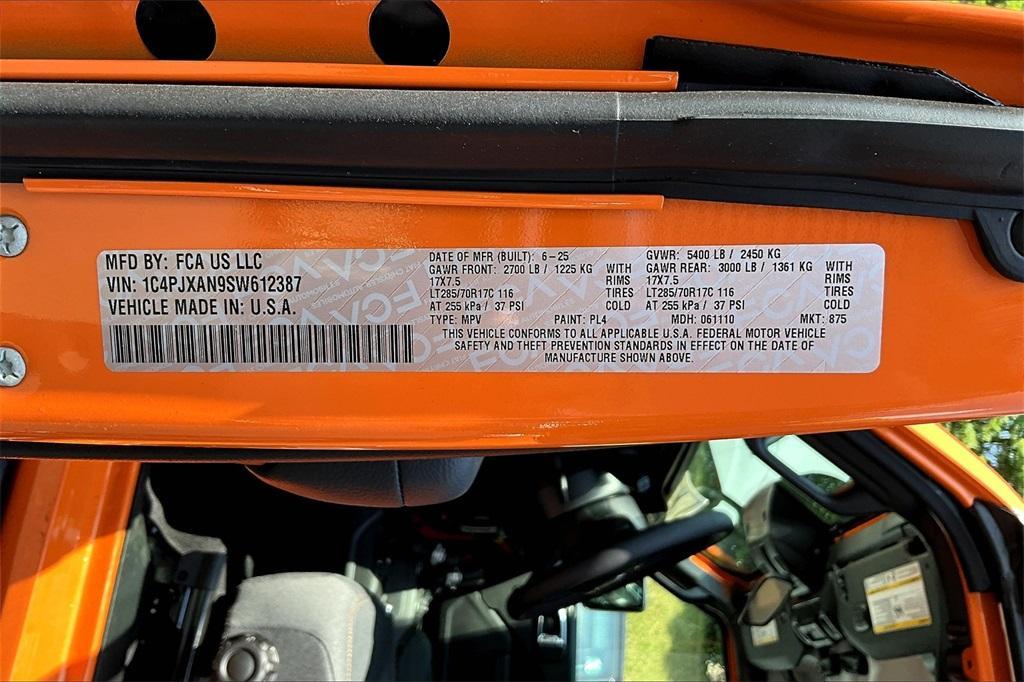 MFD BY: FCA US LLC
VIN: 1C4PJXAN9SW612387
VEHICLE MADE IN: U.S.A.
DATE OF MFR (BUILT): 6-25 GVWR: 5400 LB / 2450 KG
GAWR FRONT: 2700 LB / 1225 KG WITH GAWR REAR: 3000 LB / 1361 KG WITH
17X7.5 RIMS 17X7.5 RIMS
LT285/70R17C 116 TIRES LT285/70R17C 116 TIRES
AT 255 kPa / 37 PSI COLD AT 255 kPa / 37 PSI COLD
TYPE: MPV PAINT: PL4 MDH: 061110 MKT: 875
THIS VEHICLE CONFORMS TO ALL APPLICABLE U.S.A. FEDERAL MOTOR VEHICLE
SAFETY AND THEFT PREVENTION STANDARDS IN EFFECT ON THE DATE OF
MANUFACTURE SHOWN ABOVE.